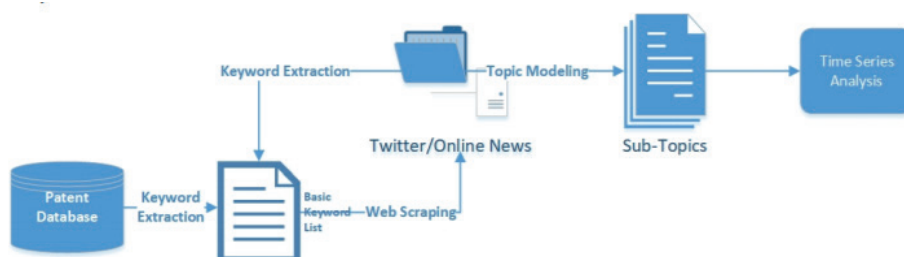 Keyword Extraction
Topic Modeling
Time Series
Analysis
Twitter/Online News
Sub-Topics
Patent
Database
Keyword
Extraction
Basic
Keyword
List
Web Scraping